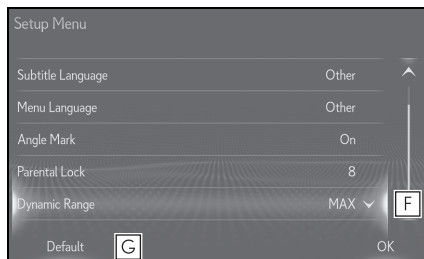 Setup Menu
Subtitle Language Other
Menu Language Other
Angle Mark On
Parental Lock 8
Dynamic Range MAX F
Default G OK